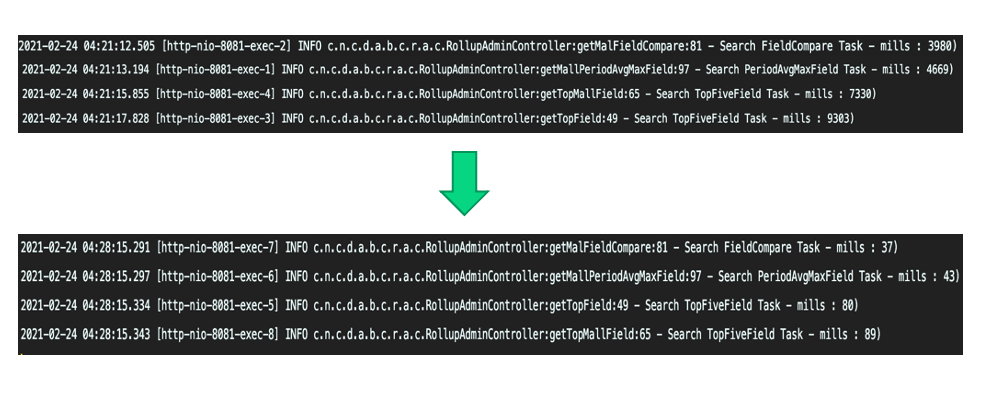 2021-02-24 04:21:12.505 [http-nio-8081-exec-2] INFO c.n.c.d.a.b.c.r.a.c.RollupAdminController:getMalFieldCompare:81 - Search FieldCompare Task - mills : 3980)
2021-02-24 04:21:13.194 [http-nio-8081-exec-1] INFO c.n.c.d.a.b.c.r.a.c.RollupAdminController:getMallPeriodAvgMaxField:97 - Search PeriodAvgMaxField Task - mills : 4669)
2021-02-24 04:21:15.855 [http-nio-8081-exec-4] INFO c.n.c.d.a.b.c.r.a.c.RollupAdminController:getTopMallField:65 - Search TopFiveField Task - mills : 7330)
2021-02-24 04:21:17.828 [http-nio-8081-exec-3] INFO c.n.c.d.a.b.c.r.a.c.RollupAdminController:getTopField:49 - Search TopFiveField Task - mills : 9303)
2021-02-24 04:28:15.291 [http-nio-8081-exec-7] INFO c.n.c.d.a.b.c.r.a.c.RollupAdminController:getMalFieldCompare:81 - Search FieldCompare Task - mills : 37)
2021-02-24 04:28:15.297 [http-nio-8081-exec-6] INFO c.n.c.d.a.b.c.r.a.c.RollupAdminController:getMallPeriodAvgMaxField:97 - Search PeriodAvgMaxField Task - mills : 43)
2021-02-24 04:28:15.334 [http-nio-8081-exec-5] INFO c.n.c.d.a.b.c.r.a.c.RollupAdminController:getTopField:49 - Search TopFiveField Task - mills : 80)
2021-02-24 04:28:15.343 [http-nio-8081-exec-8] INFO c.n.c.d.a.b.c.r.a.c.RollupAdminController:getTopMallField:65 - Search TopFiveField Task - mills : 89)